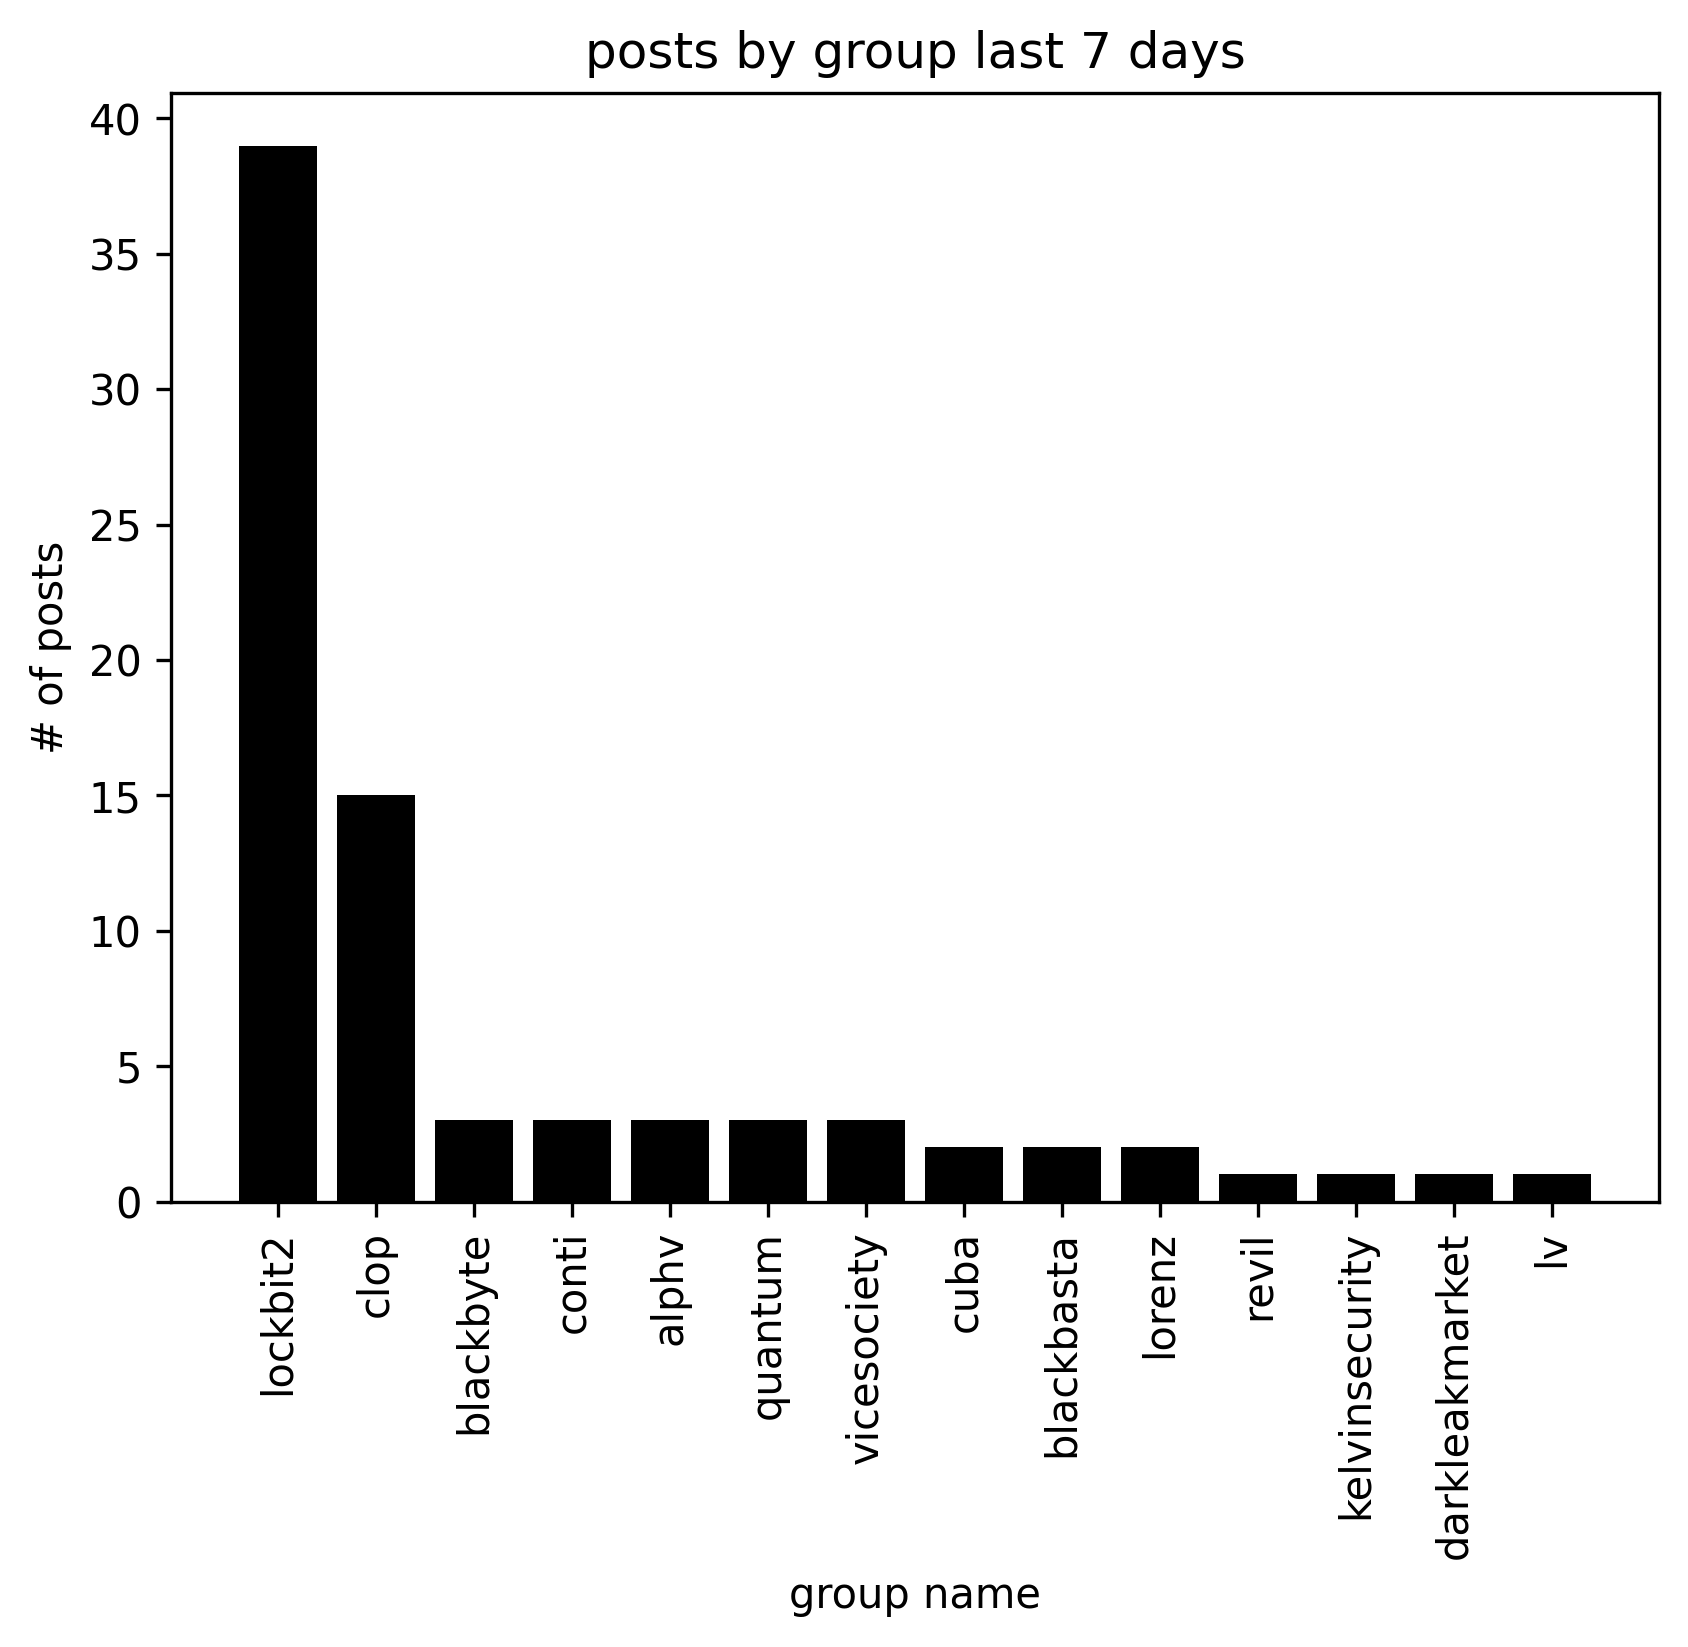 posts by group last 7 days
40
35
30
25
20
15
10
5
0
# of posts
lockbit2
clop
blackbyte
conti
alphv
quantum
vicesociety
cuba
blackbasta
lorenz
revil
kelvinsecurity
darkleakmarket
lv
group name